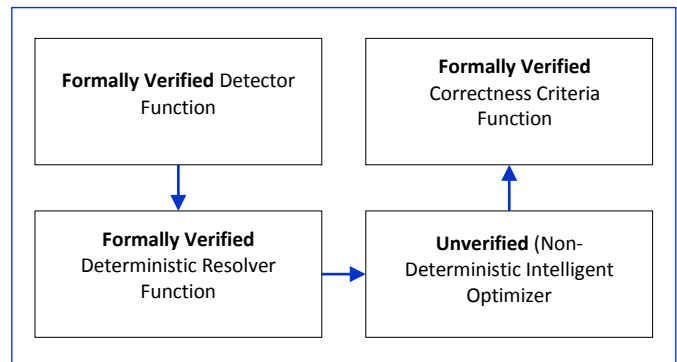 Formally Verified Detector
Function
Formally Verified
Deterministic Resolver
Function
Unverified (Non-
Deterministic Intelligent
Optimizer
Formally Verified
Correctness Criteria
Function